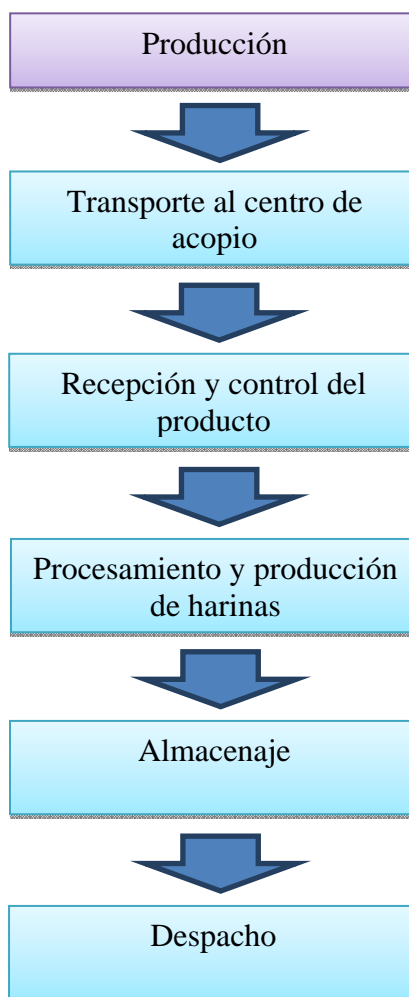 Producción
Transporte al centro de
acopio
Recepción y control del
producto
Procesamiento y producción
de harinas
Almacenaje
Despacho